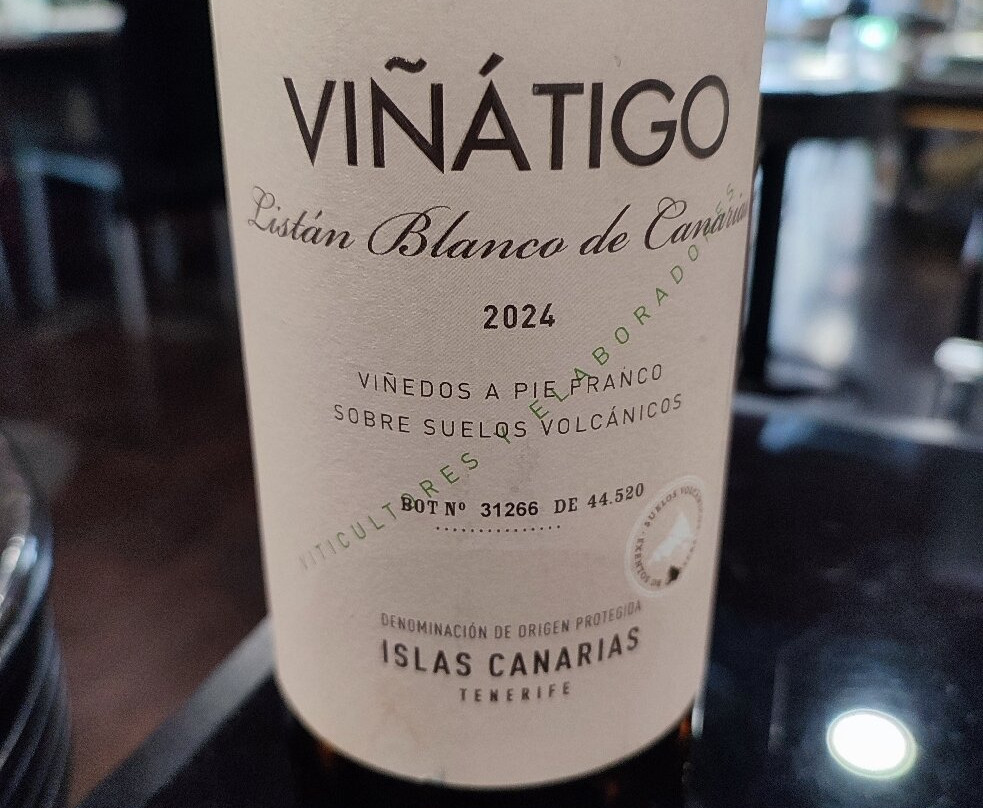 VIÑÁTIGO
Listán Blanco de Canarias
2024
VIÑEDOS A PIE FRANCO
SOBRE SUELOS VOLCÁNICOS
VITICULTORES Y ELABORADORES
BOT Nº 31266 DE 44.520
DENOMINACIÓN DE ORIGEN PROTEGIDA
ISLAS CANARIAS
TENERIFE